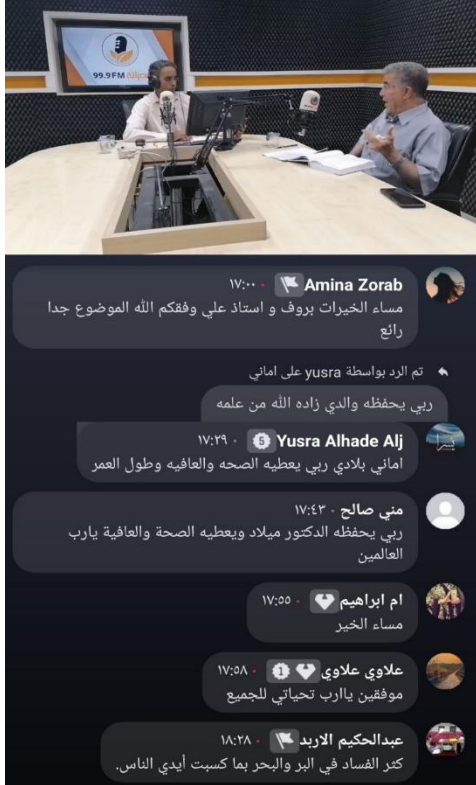 99.9FM
Amina Zorab · ١٧:٠٠
مساء الخيرات بروف و استاذ علي وفقكم الله الموضوع جدا
رائع
تم الرد بواسطة yusra على اماني
ربي يحفظه والدي زاده الله من علمه
Yusra Alhade Alj 5 · ١٧:٢٩
اماني بلادي ربي يعطيه الصحه والعافيه وطول العمر
مني صالح · ١٧:٤٣
ربي يحفظه الدكتور ميلاد ويعطيه الصحة والعافية يارب
العالمين
ام ابراهيم · ١٧:٥٥
مساء الخير
علاوي علاوي 1 · ١٧:٥٨
موفقين ياارب تحياتي للجميع
عبدالحكيم الاربد · ١٨:٢٨
كثر الفساد في البر والبحر بما كسبت أيدي الناس.